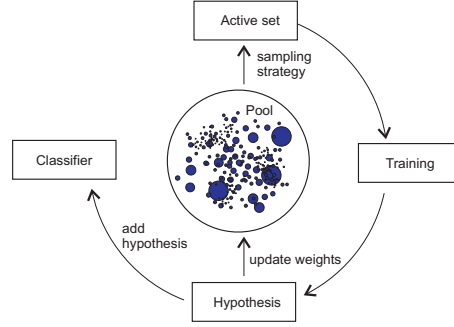 Active set
sampling
strategy
Pool
Classifier
Training
add
hypothesis
update weights
Hypothesis